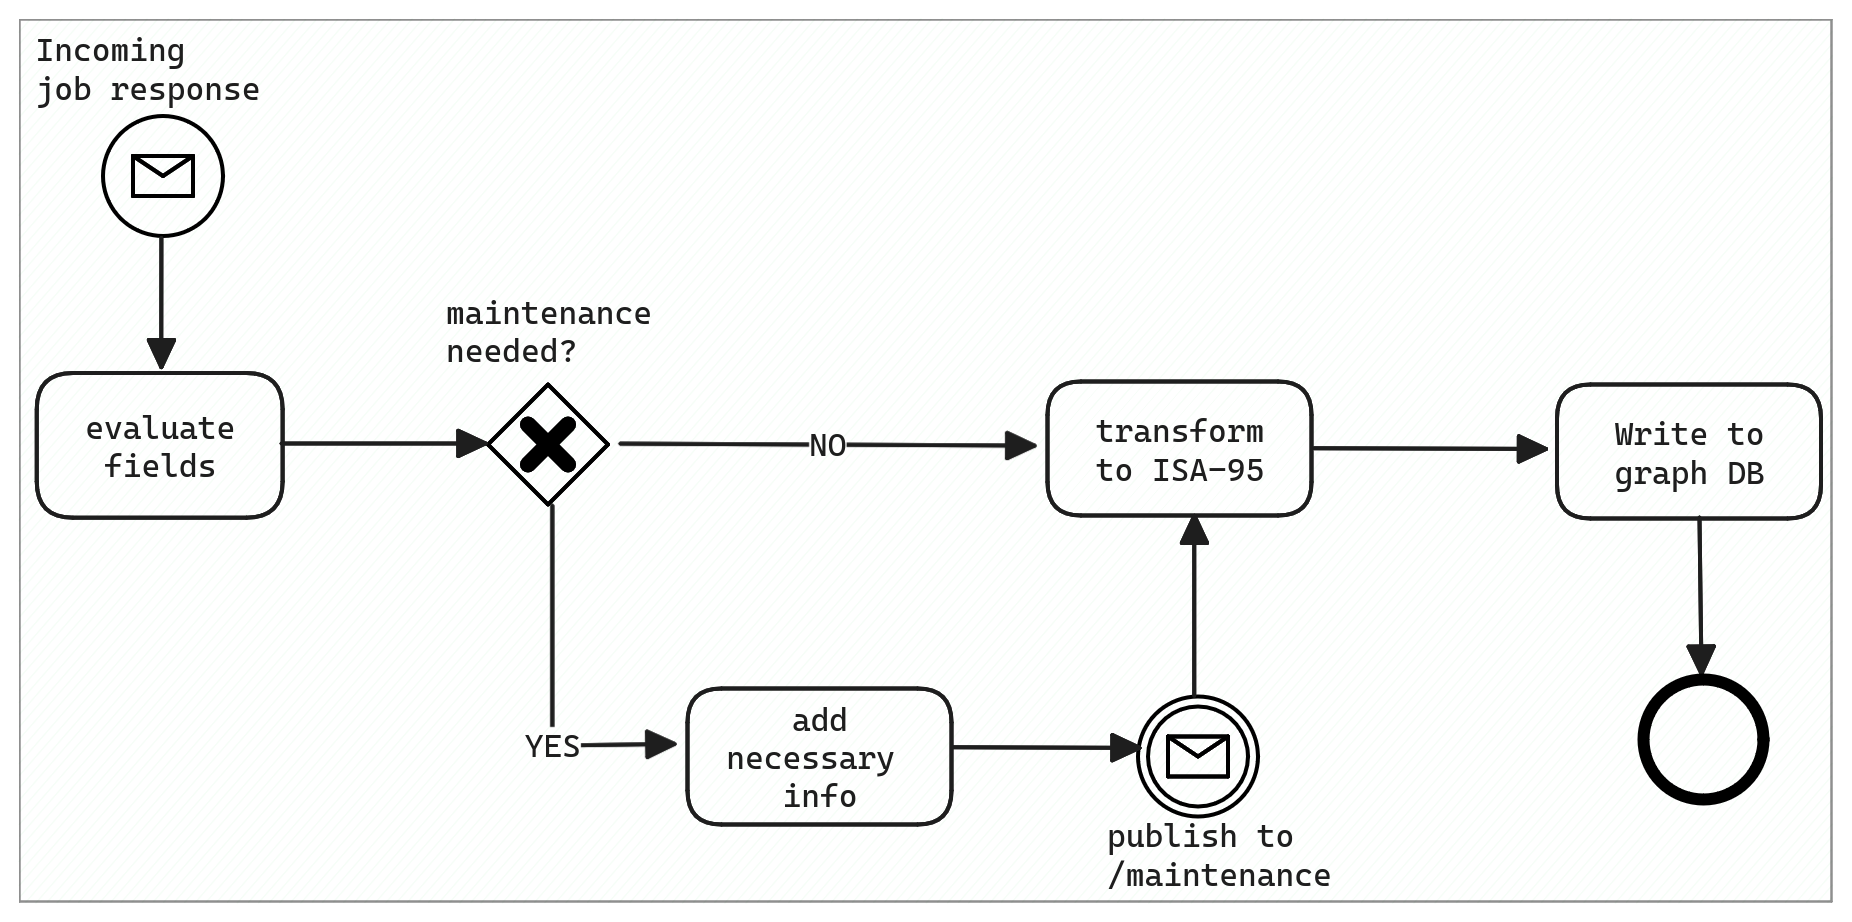 Incoming
job response
maintenance
needed?
evaluate
fields
NO
transform
to ISA-95
Write to
graph DB
YES
add
necessary
info
publish to
/maintenance